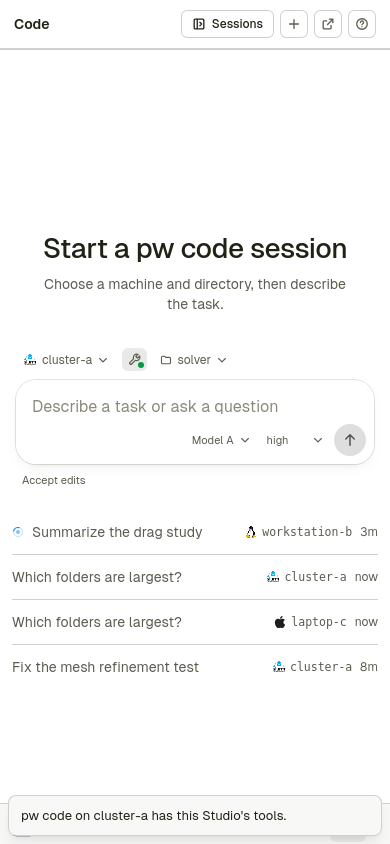 Code
Sessions
Start a pw code session
Choose a machine and directory, then describe
the task.
cluster-a
solver
Describe a task or ask a question
Model A
high
Accept edits
Summarize the drag study workstation-b 3m
Which folders are largest? cluster-a now
Which folders are largest? laptop-c now
Fix the mesh refinement test cluster-a 8m
pw code on cluster-a has this Studio's tools.